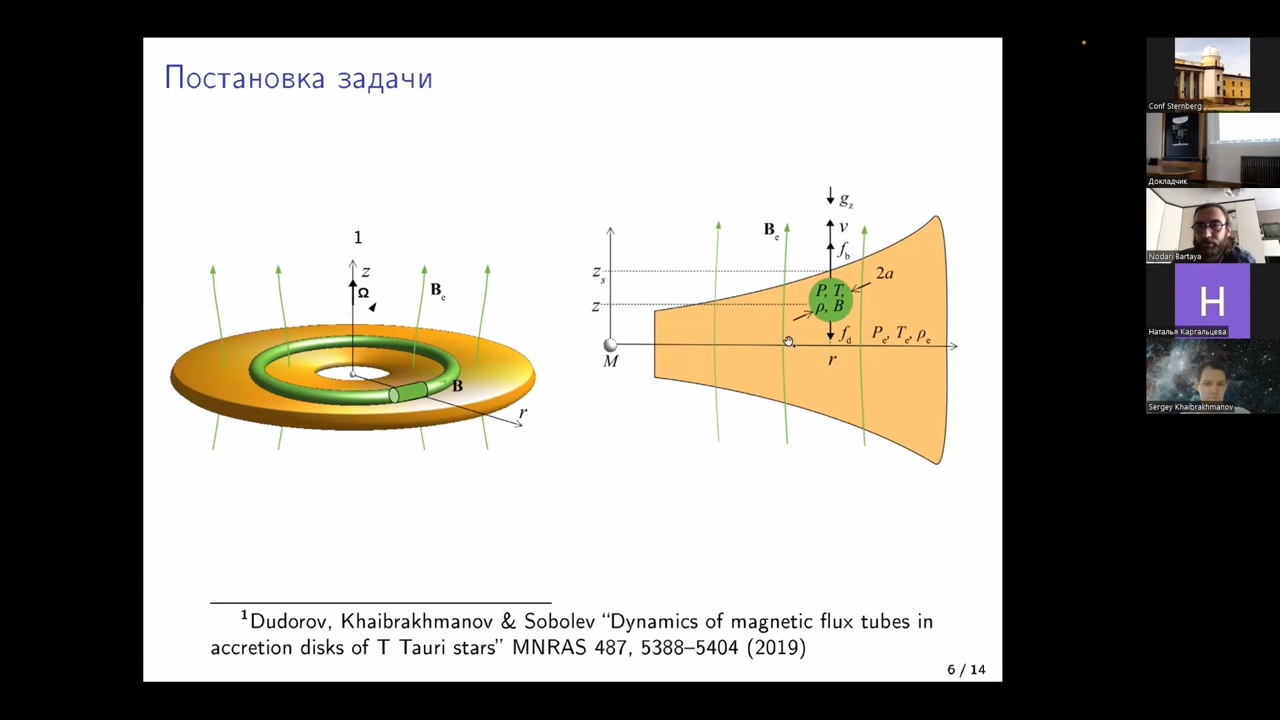 Постановка задачи
1
z
Ω
B_e
B
r
g_z
v
B_e
f_b
2a
z_s
P, T,
z
ρ, B
f_d
P_e, T_e, ρ_e
M
r
¹Dudorov, Khaibrakhmanov & Sobolev “Dynamics of magnetic flux tubes in
accretion disks of T Tauri stars” MNRAS 487, 5388–5404 (2019)
6 / 14
Conf Sternberg
Докладчик
Nodari Bartaya
Н
Наталья Каргальцева
Sergey Khaibrakhmanov